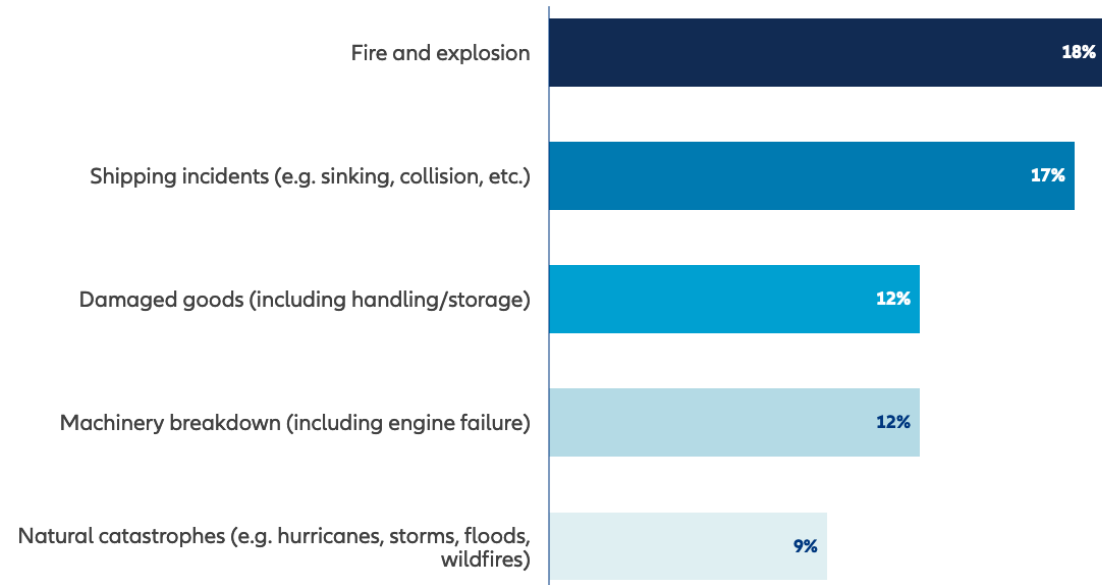 Fire and explosion
18%
Shipping incidents (e.g. sinking, collision, etc.)
17%
Damaged goods (including handling/storage)
12%
Machinery breakdown (including engine failure)
12%
Natural catastrophes (e.g. hurricanes, storms, floods,
wildfires)
9%